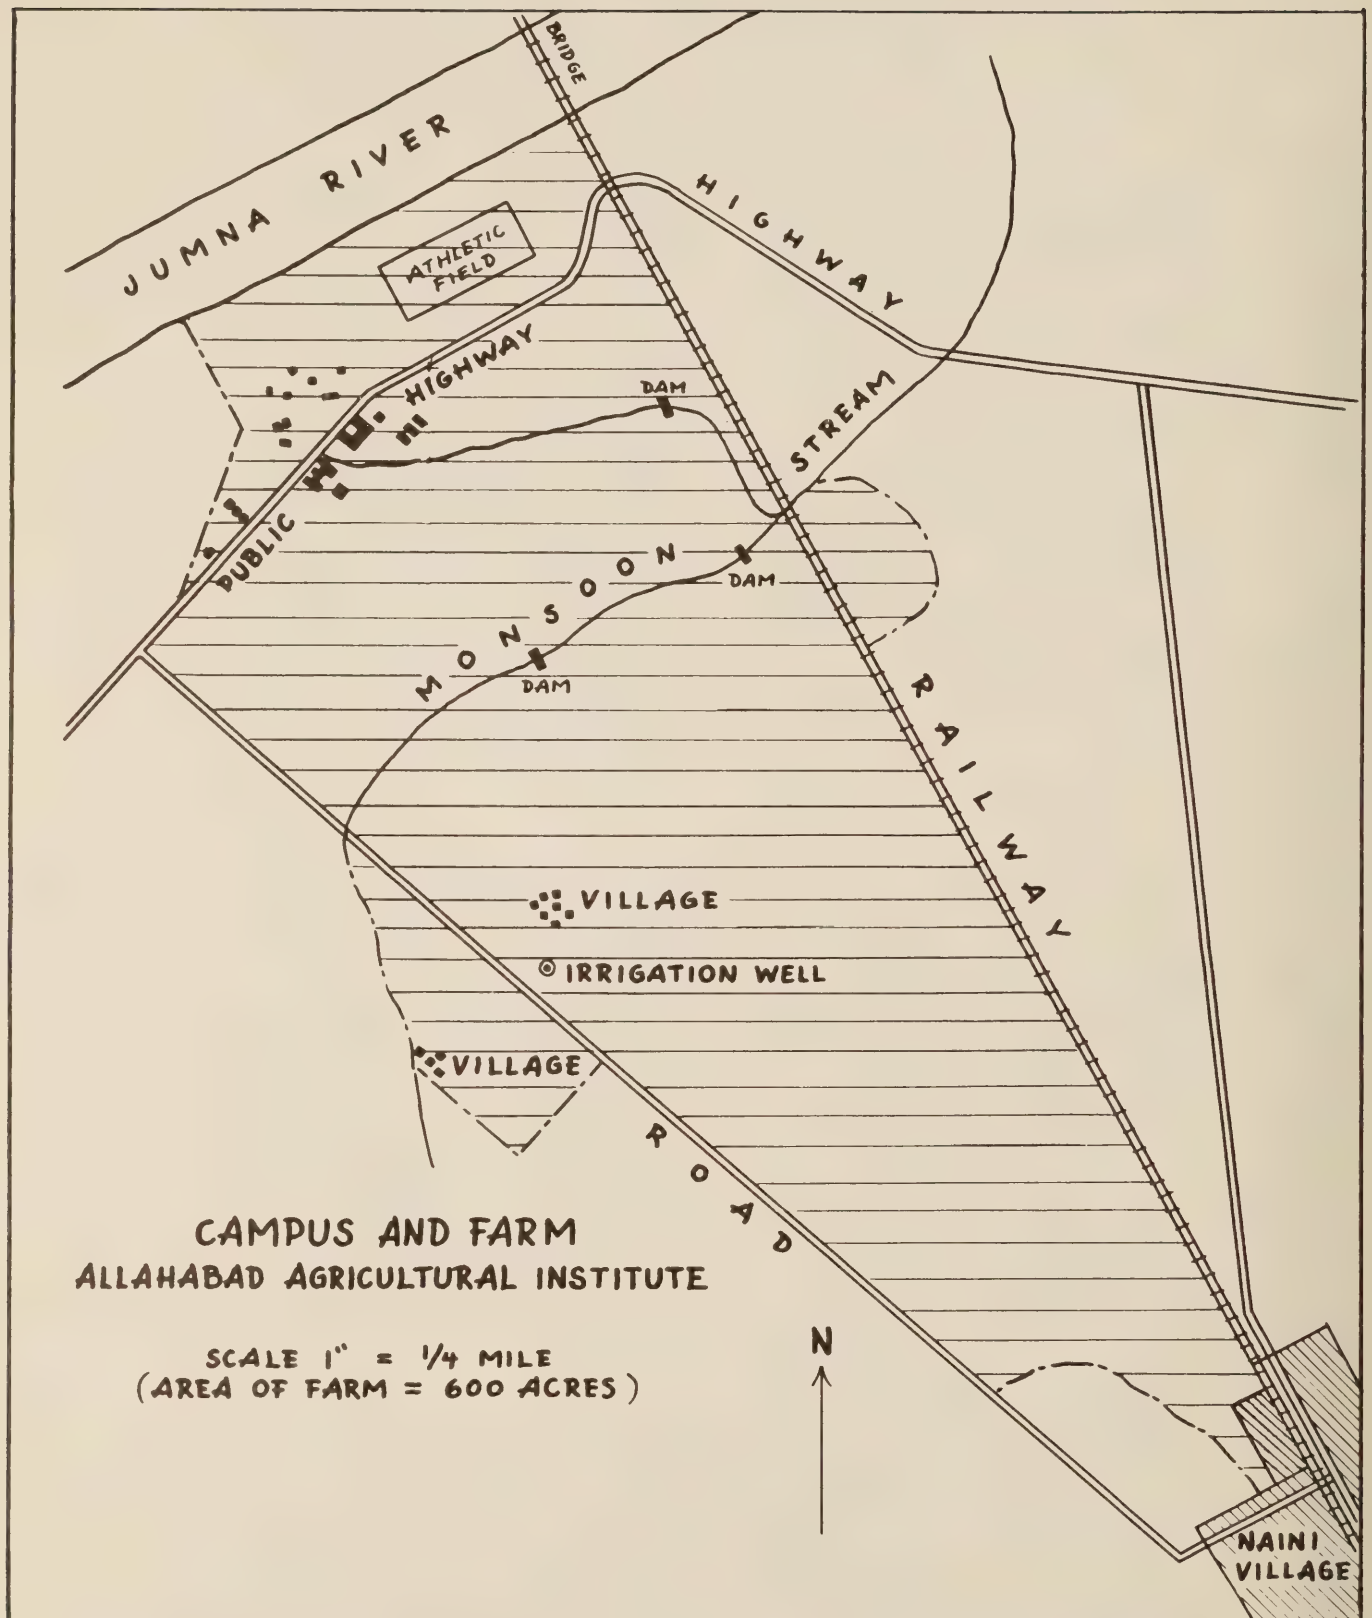 BRIDGE
JUMNA RIVER
HIGHWAY
ATHLETIC
FIELD
PUBLIC HIGHWAY
DAM
MONSOON STREAM
DAM
DAM
RAILWAY
VILLAGE
IRRIGATION WELL
VILLAGE
ROAD
CAMPUS AND FARM
ALLAHABAD AGRICULTURAL INSTITUTE
SCALE 1" = 1/4 MILE
(AREA OF FARM = 600 ACRES)
N
NAINI
VILLAGE